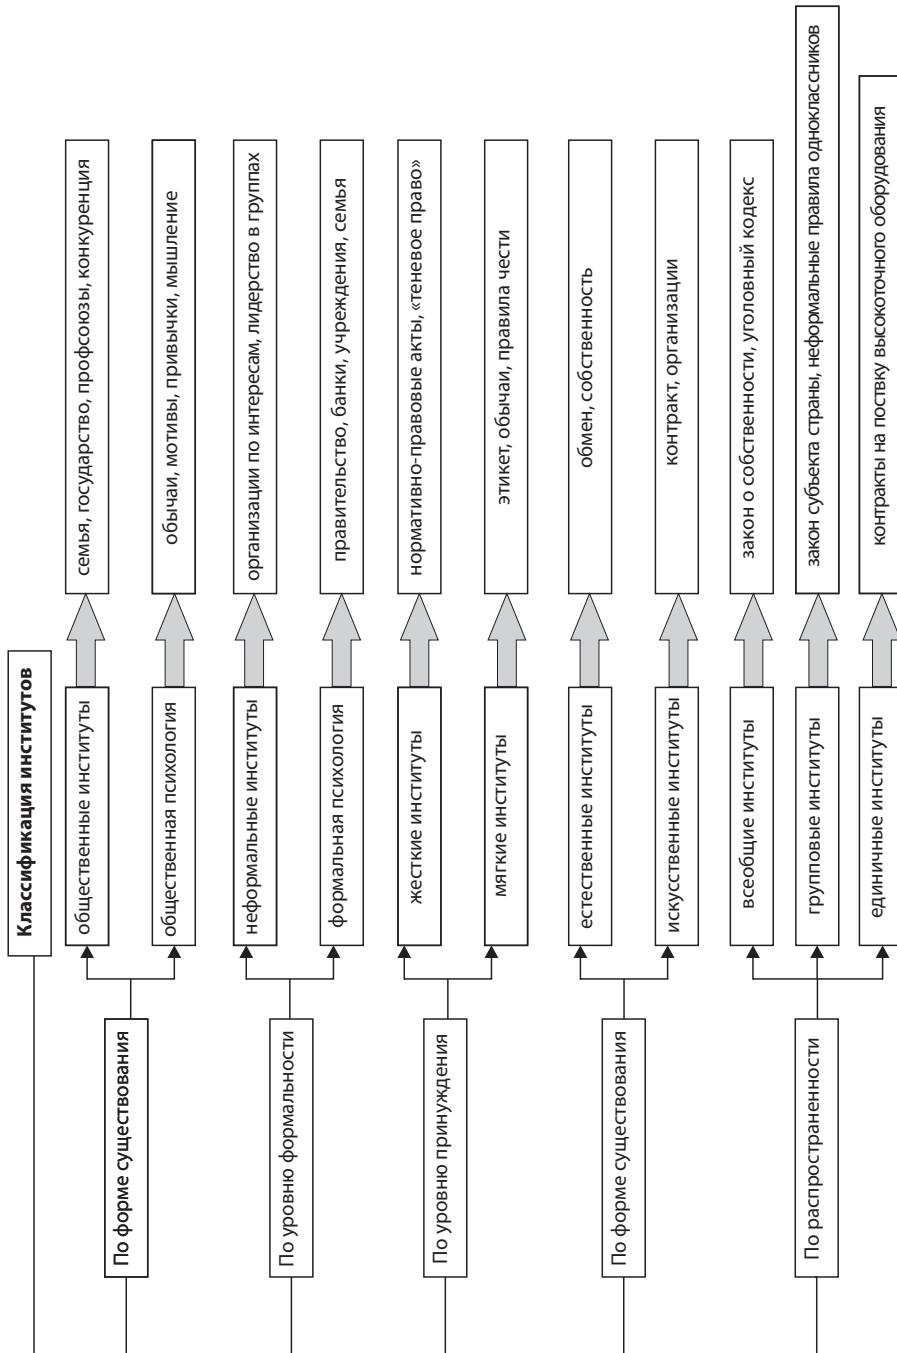 Классификация институтов
По форме существования
общественные институты
семья, государство, профсоюзы, конкуренция
общественная психология
обычаи, мотивы, привычки, мышление
По уровню формальности
неформальные институты
организации по интересам, лидерство в группах
формальная психология
правительство, банки, учреждения, семья
По уровню принуждения
жесткие институты
нормативно-правовые акты, «теневое право»
мягкие институты
этикет, обычаи, правила чести
По форме существования
естественные институты
обмен, собственность
искусственные институты
контракт, организации
По распространенности
всеобщие институты
закон о собственности, уголовный кодекс
групповые институты
закон субъекта страны, неформальные правила одноклассников
единичные институты
контракты на поствку высокоточного оборудования